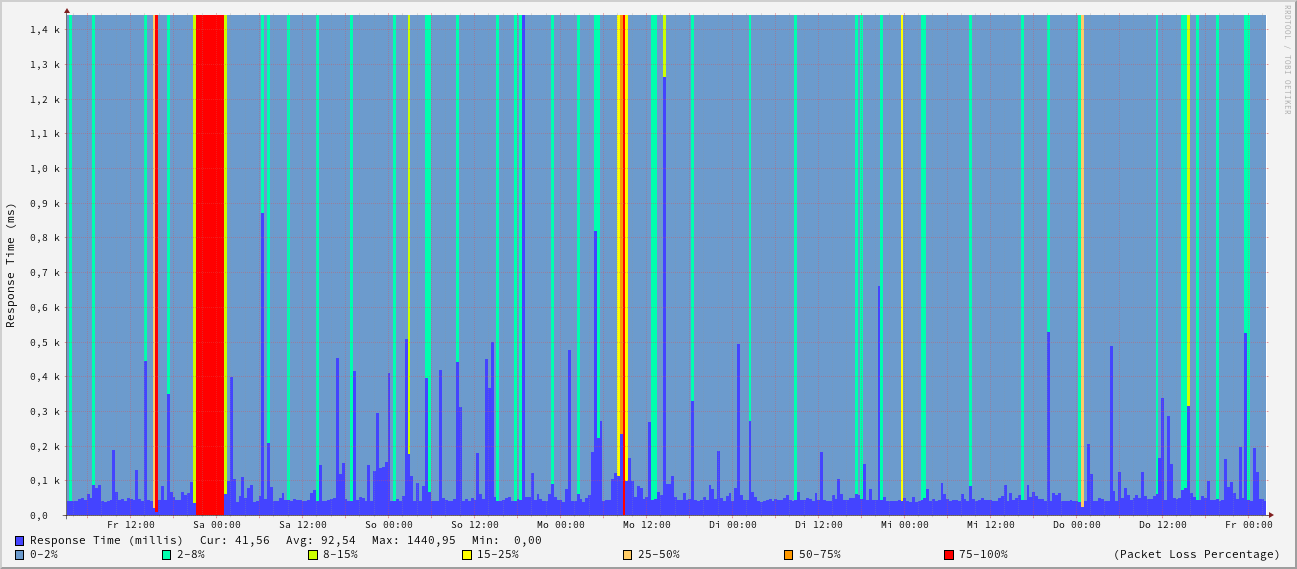 RRDTOOL / TOBI OETIKER
Response Time (ms)
1,4 k
1,3 k
1,2 k
1,1 k
1,0 k
0,9 k
0,8 k
0,7 k
0,6 k
0,5 k
0,4 k
0,3 k
0,2 k
0,1 k
0,0
Fr 12:00 Sa 00:00 Sa 12:00 So 00:00 So 12:00 Mo 00:00 Mo 12:00 Di 00:00 Di 12:00 Mi 00:00 Mi 12:00 Do 00:00 Do 12:00 Fr 00:00
Response Time (millis) Cur: 41,56 Avg: 92,54 Max: 1440,95 Min: 0,00
0-2% 2-8% 8-15% 15-25% 25-50% 50-75% 75-100% (Packet Loss Percentage)